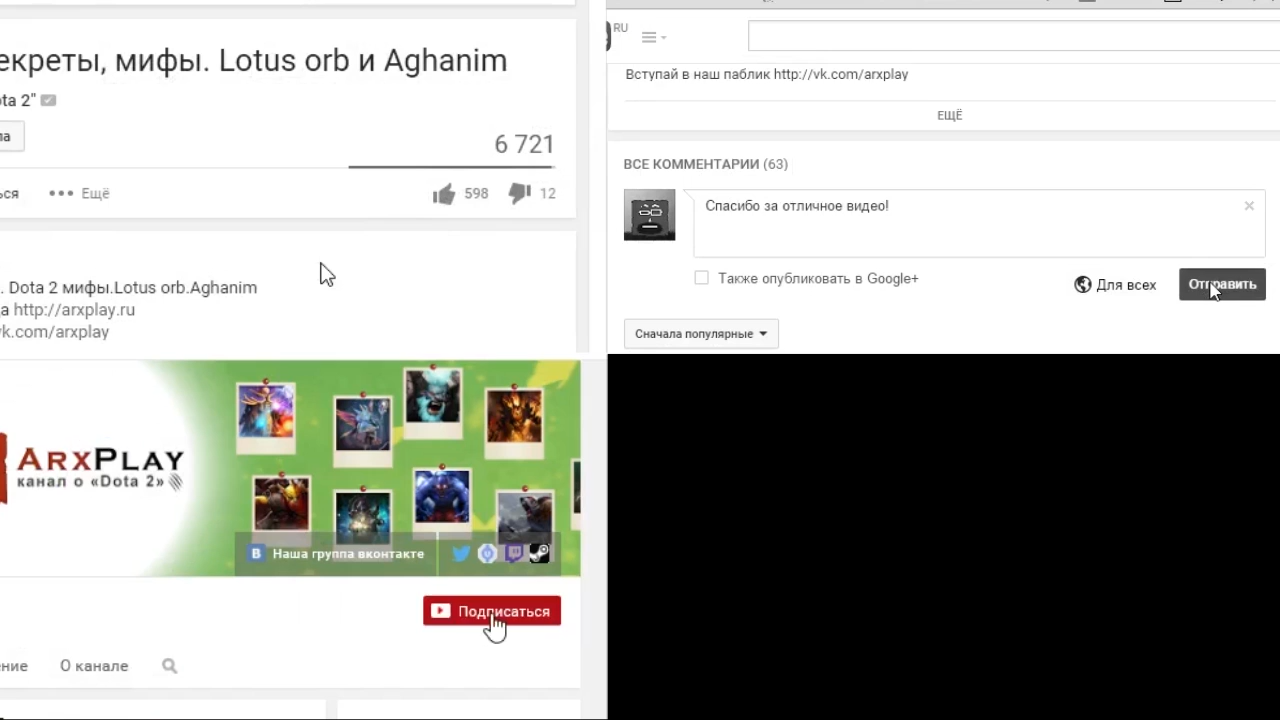 екреты, мифы. Lotus orb и Aghanim
ota 2"
ла
6 721
ься
Ещё
598
12
. Dota 2 мифы.Lotus orb.Aghanim
а http://arxplay.ru
vk.com/arxplay
RU
Вступай в наш паблик http://vk.com/arxplay
ЕЩЁ
ВСЕ КОММЕНТАРИИ (63)
Спасибо за отличное видео!
Также опубликовать в Google+
Для всех
Отправить
Сначала популярные
ARXPLAY
канал о «Dota 2»
B Наша группа вконтакте
Подписаться
ение
О канале